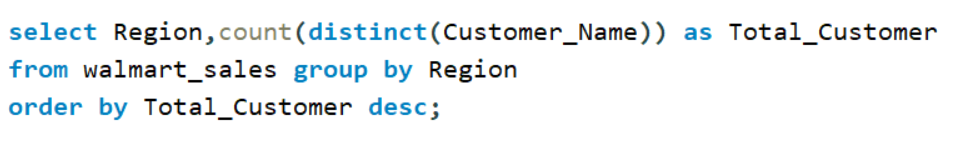 select Region,count(distinct(Customer_Name)) as Total_Customer
from walmart_sales group by Region
order by Total_Customer desc;